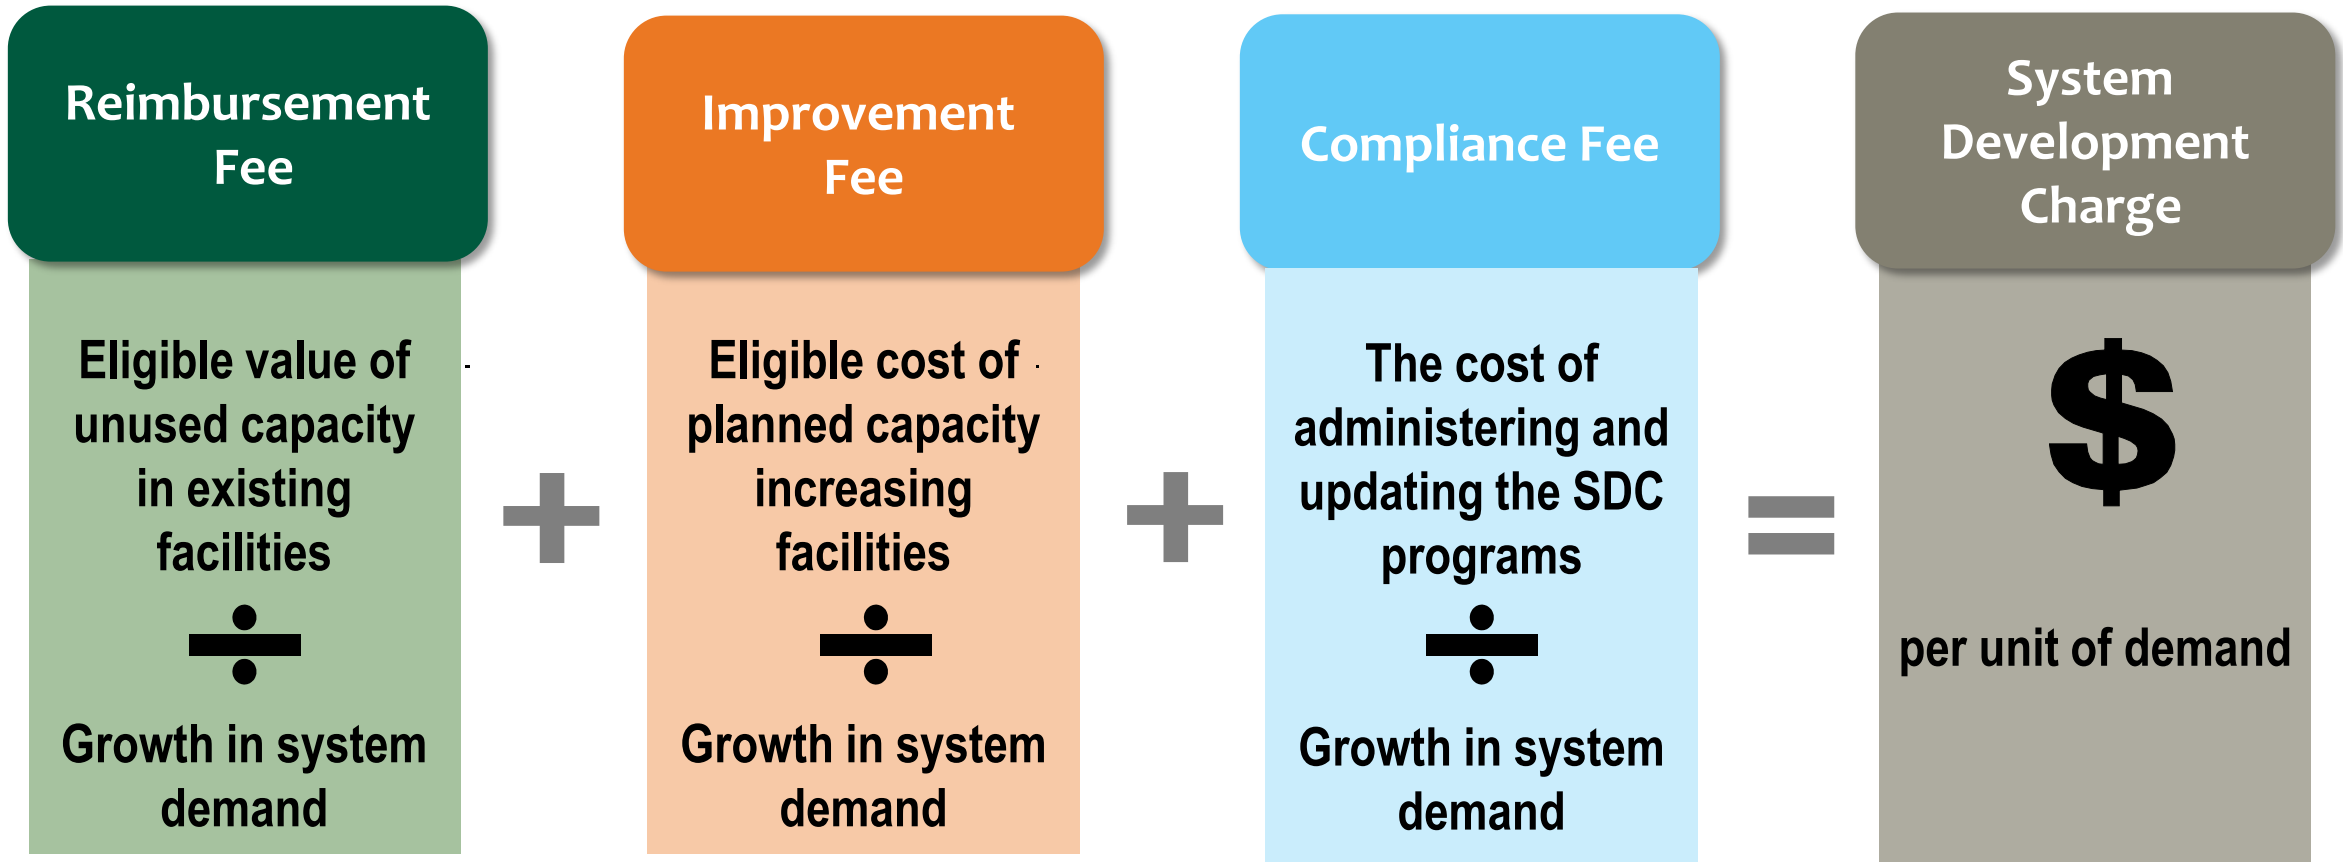 Reimbursement
Fee
Eligible value of
unused capacity
in existing
facilities
÷
Growth in system
demand
+
Improvement
Fee
Eligible cost of
planned capacity
increasing
facilities
÷
Growth in system
demand
+
Compliance Fee
The cost of
administering and
updating the SDC
programs
÷
Growth in system
demand
=
System
Development
Charge
$
per unit of demand